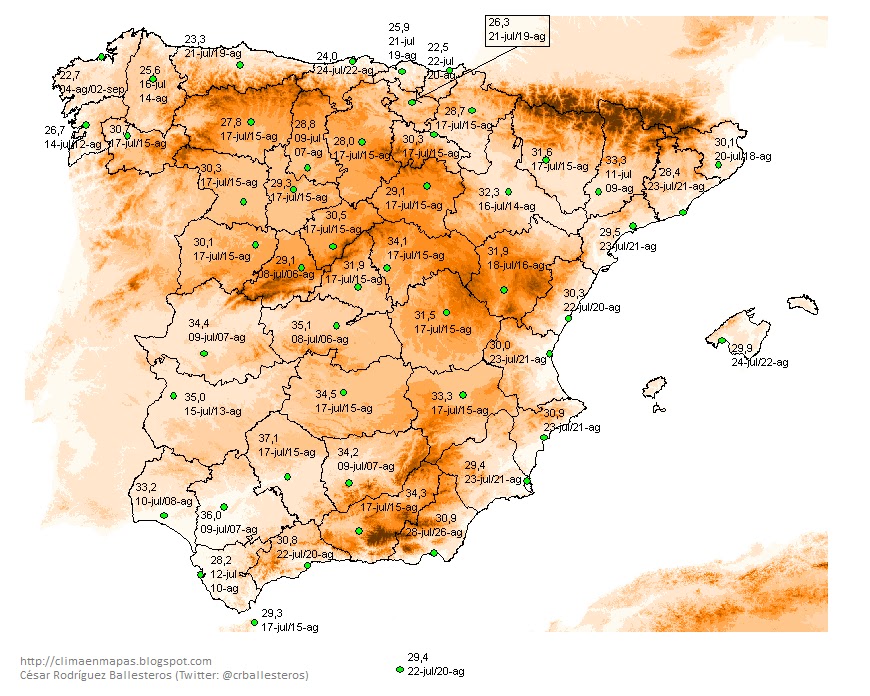 26,3
21-jul/19-ag
25,9
21-jul
19-ag
23,3
21-jul/19-ag
22,5
22-jul
20-ag
24,0
24-jul/22-ag
22,7
04-ag/02-sep
25,6
16-jul
14-ag
28,7
17-jul/15-ag
27,8
17-jul/15-ag
28,8
09-jul
07-ag
26,7
14-jul/12-ag
30,
17-jul/15-ag
28,0
17-jul/15-ag
30,3
17-jul/15-ag
31,6
17-jul/15-ag
33,3
11-jul
09-ag
30,1
20-jul/18-ag
28,4
23-jul/21-ag
30,3
17-jul/15-ag
29,3
17-jul/15-ag
29,1
17-jul/15-ag
32,3
16-jul/14-ag
30,5
17-jul/15-ag
29,5
23-jul/21-ag
30,1
17-jul/15-ag
34,1
17-jul/15-ag
29,1
08-jul/06-ag
31,9
17-jul/15-ag
31,9
18-jul/16-ag
30,3
22-jul/20-ag
34,4
09-jul/07-ag
35,1
08-jul/06-ag
31,5
17-jul/15-ag
30,0
23-jul/21-ag
29,9
24-jul/22-ag
35,0
15-jul/13-ag
34,5
17-jul/15-ag
33,3
17-jul/15-ag
30,9
23-jul/21-ag
37,1
17-jul/15-ag
34,2
09-jul/07-ag
29,4
23-jul/21-ag
33,2
10-jul/08-ag
34,3
17-jul/15-ag
36,0
09-jul/07-ag
30,9
28-jul/26-ag
30,8
22-jul/20-ag
28,2
12-jul
10-ag
29,3
17-jul/15-ag
29,4
22-jul/20-ag
http://climaenmapas.blogspot.com
César Rodríguez Ballesteros (Twitter: @crballesteros)